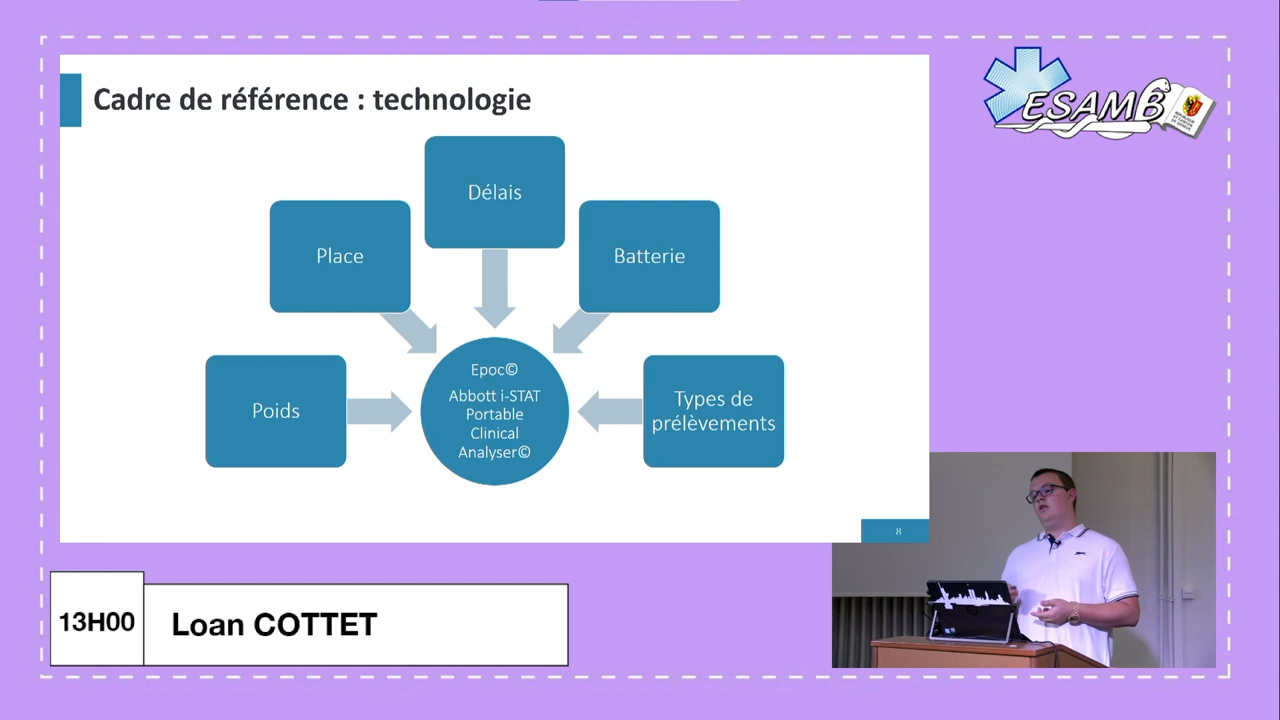 Cadre de référence : technologie
Délais
Place
Batterie
Poids
Epoc©
Abbott i-STAT
Portable
Clinical
Analyser©
Types de
prélèvements
8
ESAMB
13H00
Loan COTTET